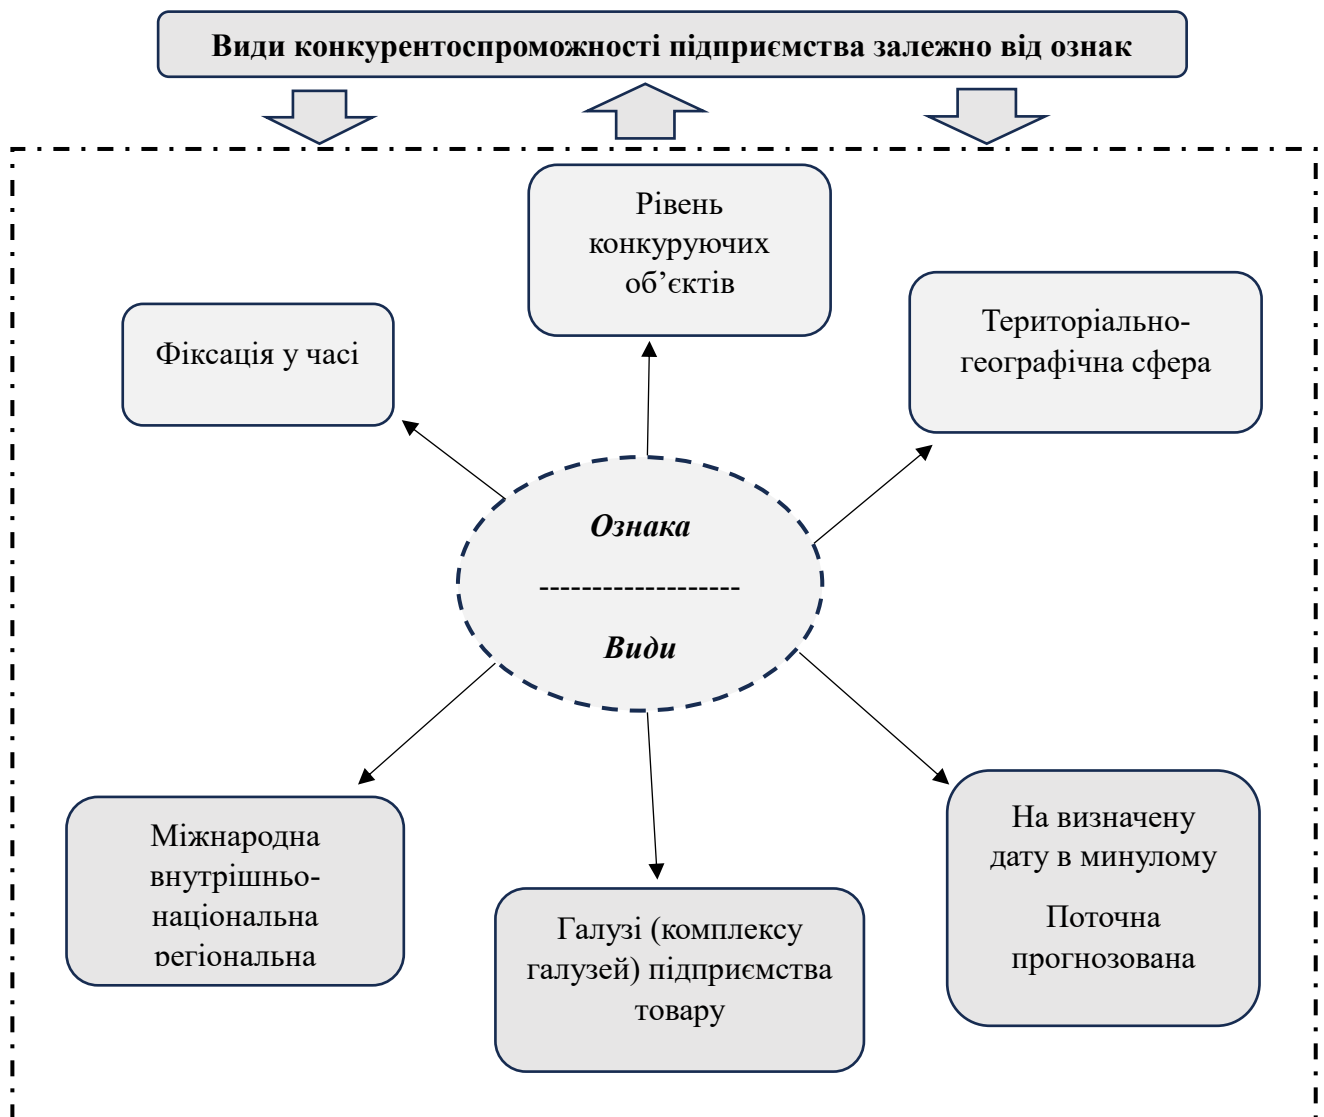 Види конкурентоспроможності підприємства залежно від ознак
Рівень
конкуруючих
об’єктів
Фіксація у часі
Територіально-
географічна сфера
Ознака
-------------------
Види
Міжнародна
внутрішньо-
національна
регіональна
Галузі (комплексу
галузей) підприємства
товару
На визначену
дату в минулому
Поточна
прогнозована